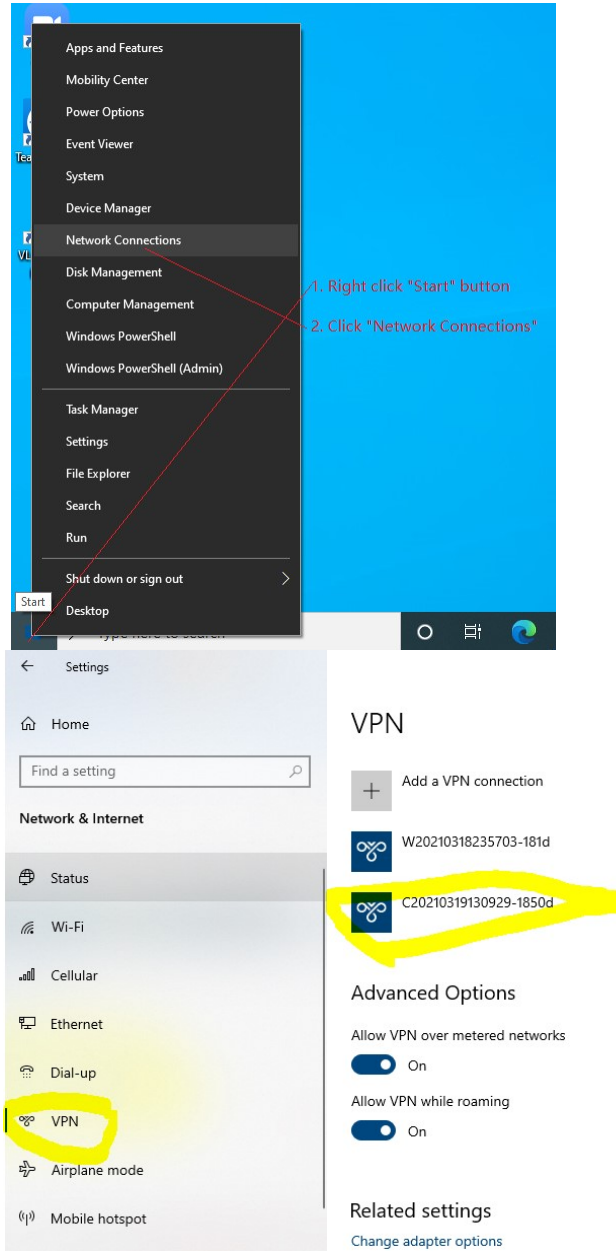 Apps and Features
Mobility Center
Power Options
Event Viewer
System
Device Manager
Network Connections
Disk Management
Computer Management
Windows PowerShell
Windows PowerShell (Admin)
Task Manager
Settings
File Explorer
Search
Run
Shut down or sign out
Desktop
Start
Tea
VL
1. Right click "Start" button
2. Click "Network Connections"
Type here to search
Settings
Home
Find a setting
Network & Internet
Status
Wi-Fi
Cellular
Ethernet
Dial-up
VPN
Airplane mode
Mobile hotspot
VPN
Add a VPN connection
W20210318235703-181d
C20210319130929-1850d
Advanced Options
Allow VPN over metered networks
On
Allow VPN while roaming
On
Related settings
Change adapter options